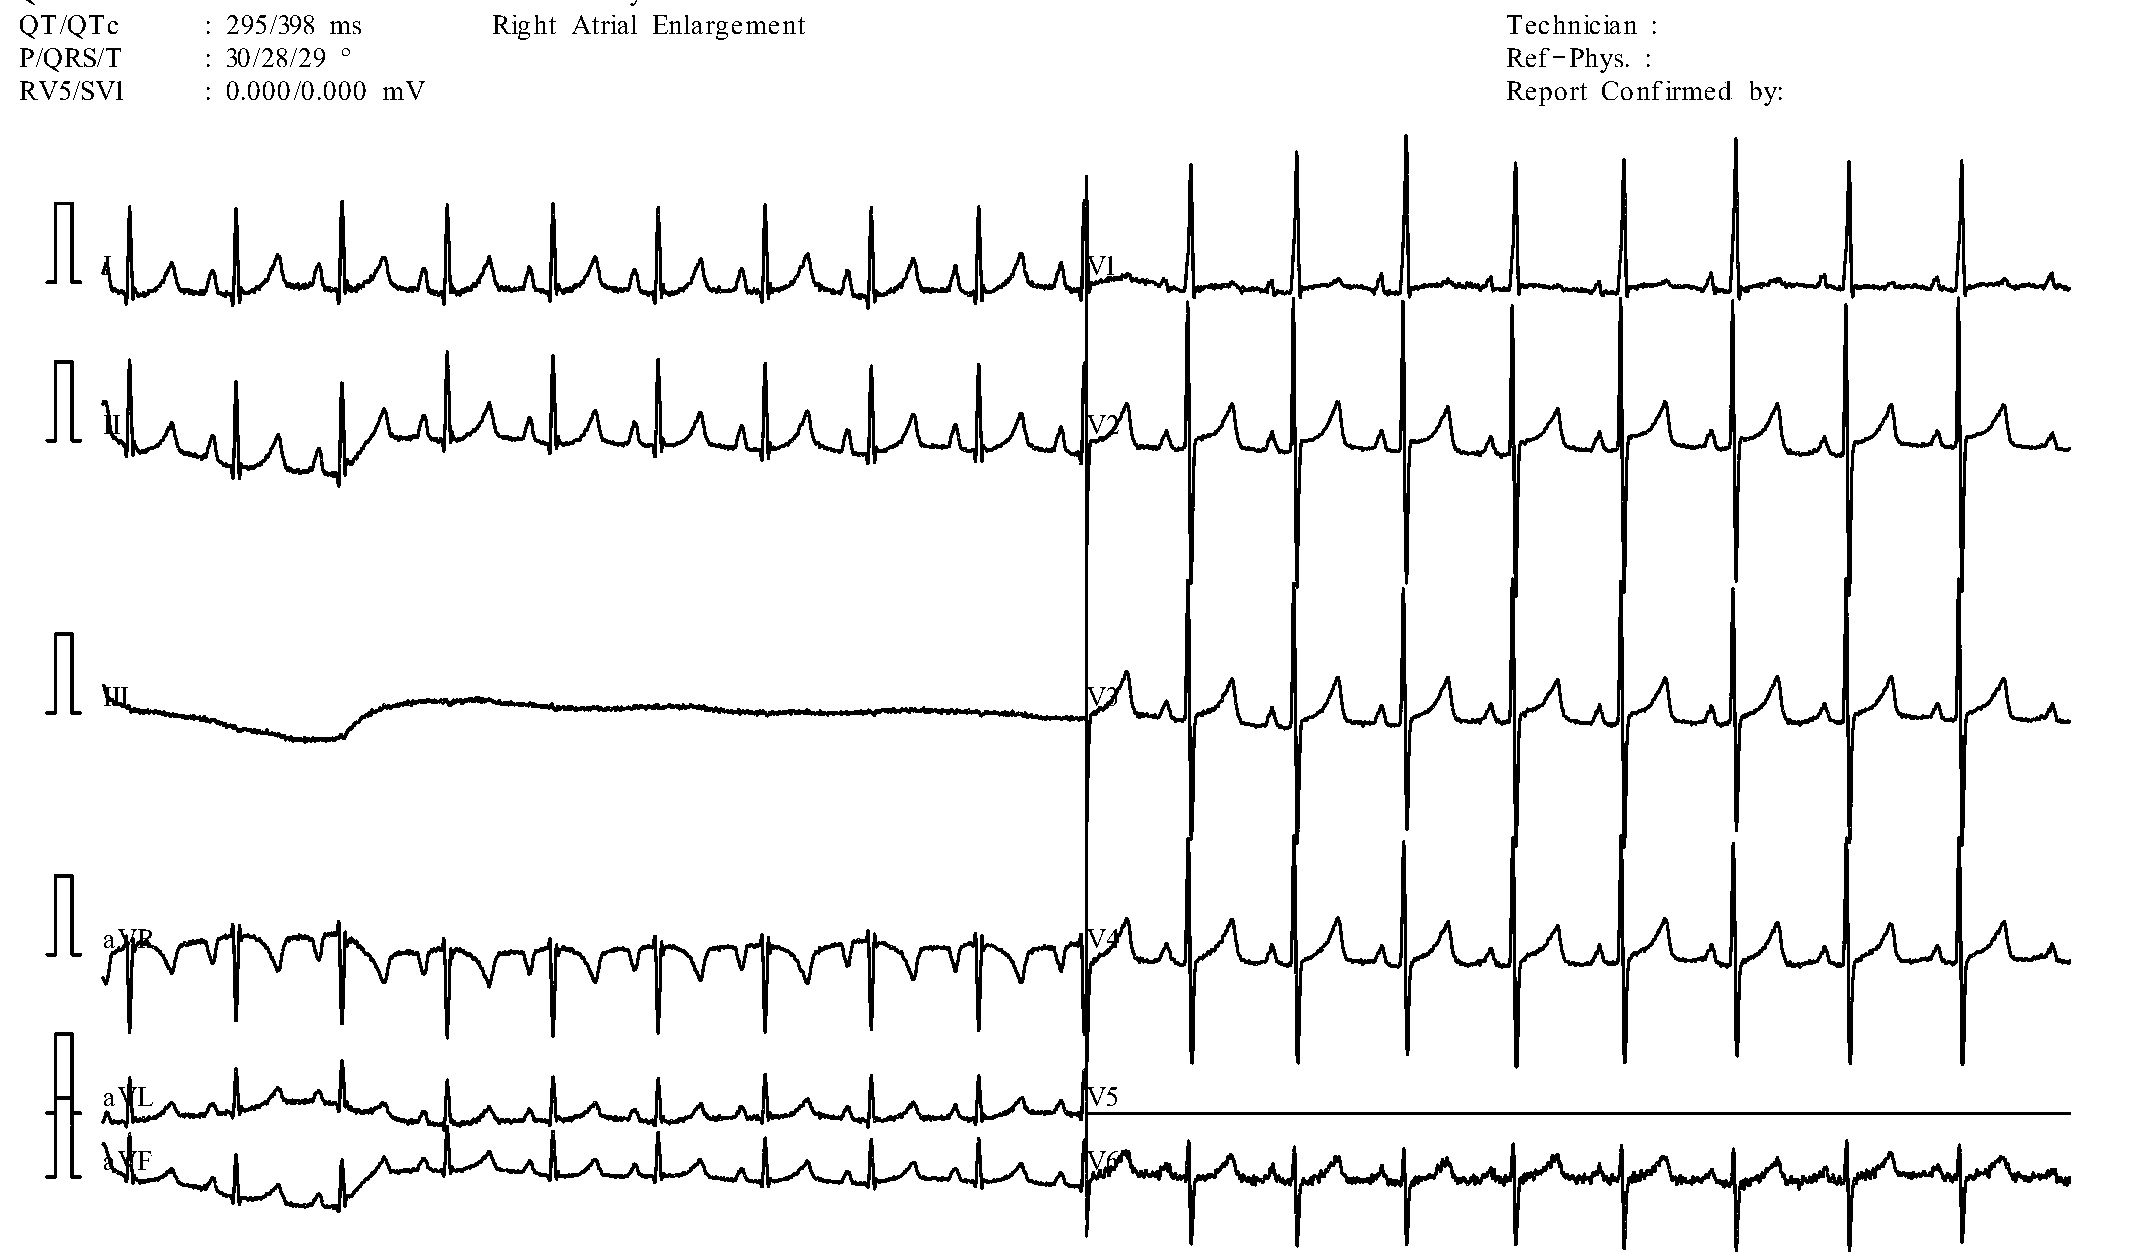 QT/QTc : 295/398 ms Right Atrial Enlargement Technician :
P/QRS/T : 30/28/29 ° Ref-Phys. :
RV5/SV1 : 0.000/0.000 mV Report Confirmed by:
I V1
II V2
III V3
aVR V4
aVL V5
aVF V6